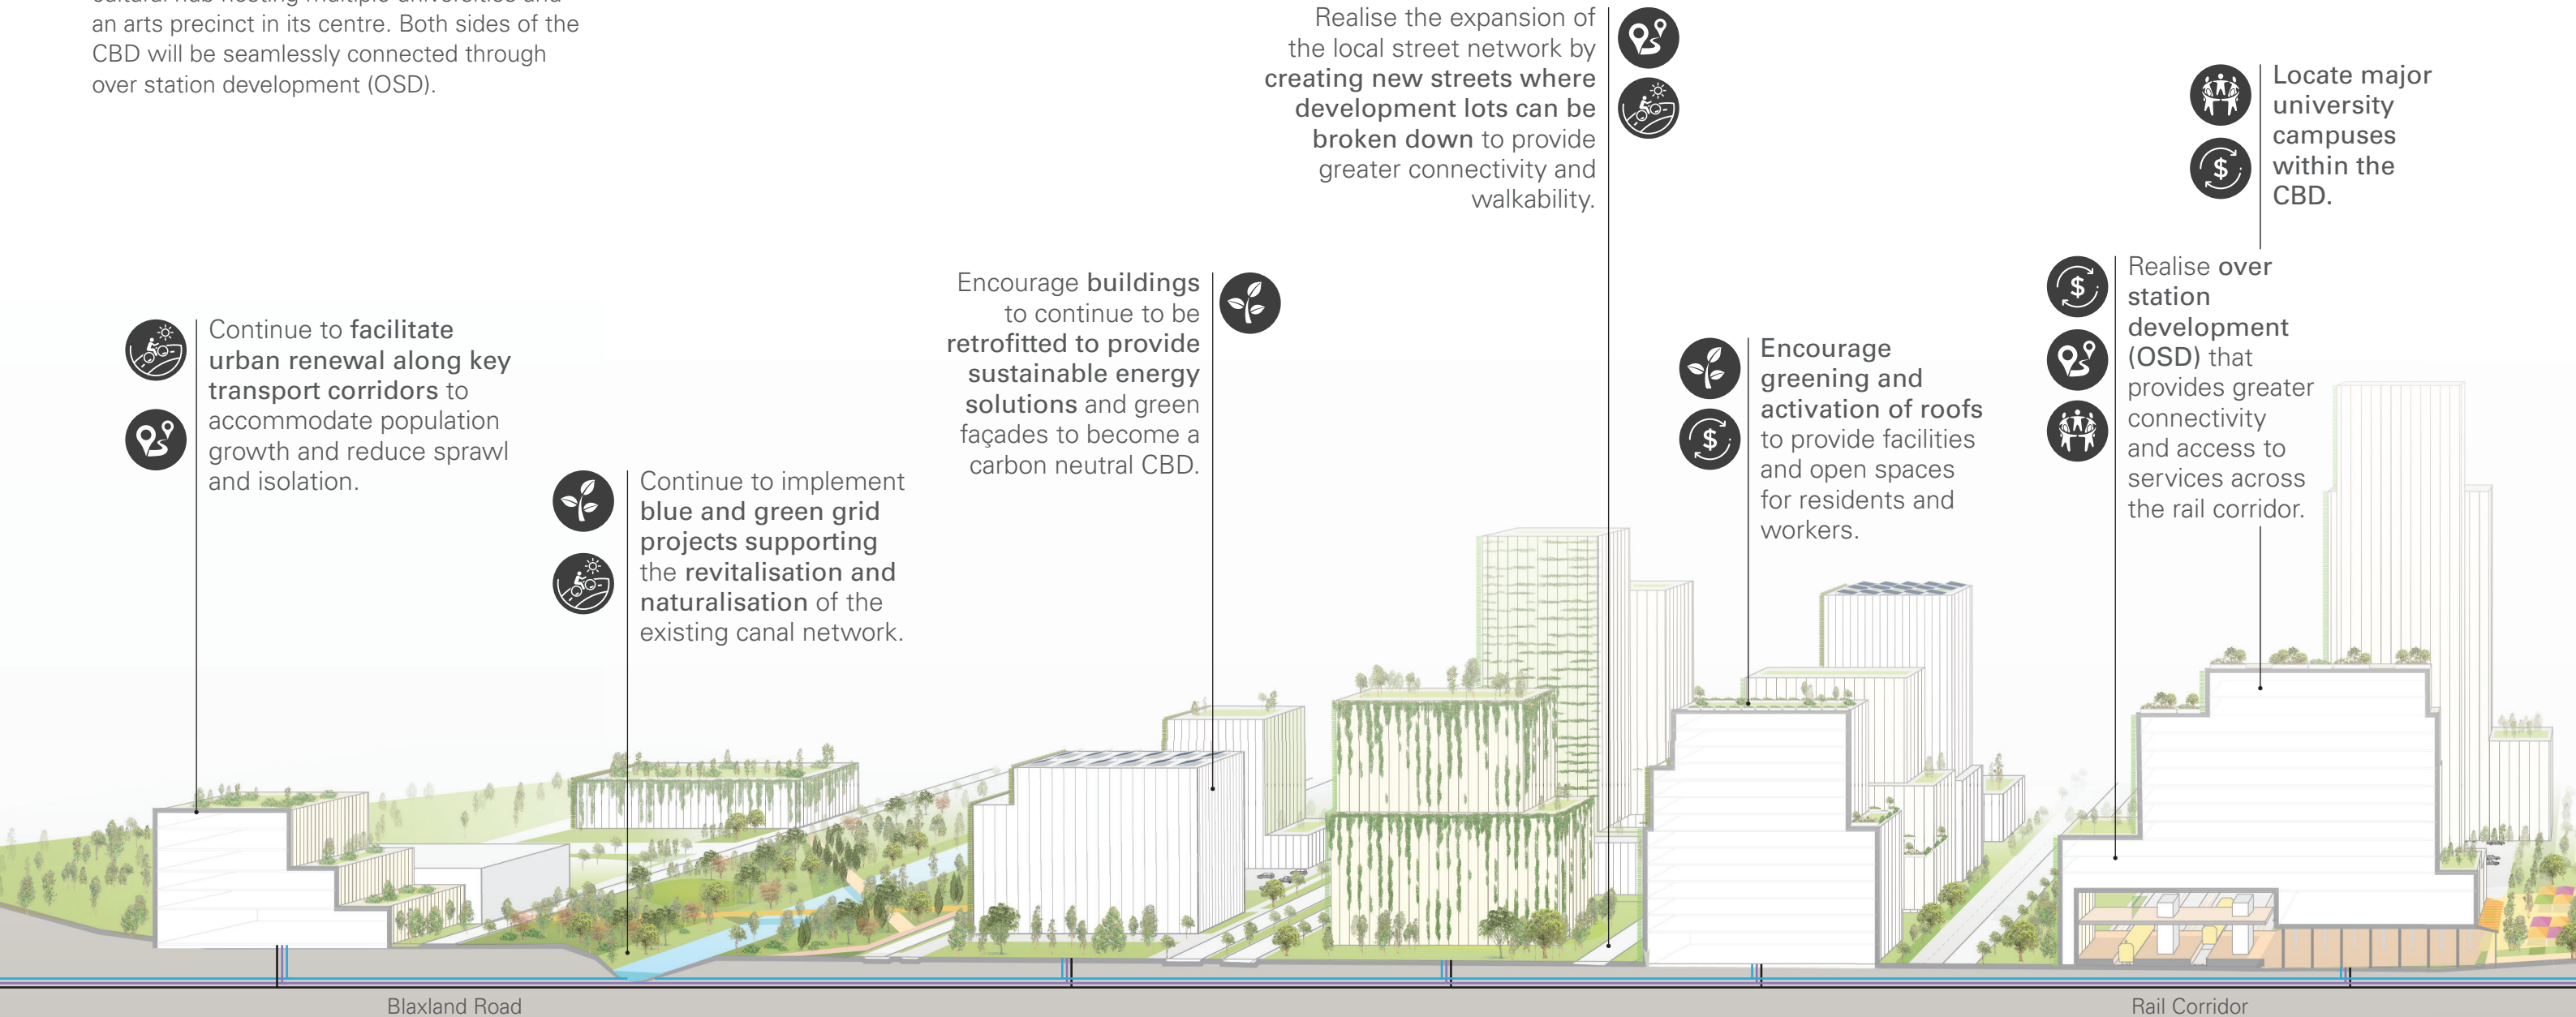 cultural hub hosting multiple universities and
an arts precinct in its centre. Both sides of the
CBD will be seamlessly connected through
over station development (OSD).
Realise the expansion of
the local street network by
creating new streets where
development lots can be
broken down to provide
greater connectivity and
walkability.
Locate major
university
campuses
within the
CBD.
Continue to facilitate
urban renewal along key
transport corridors to
accommodate population
growth and reduce sprawl
and isolation.
Continue to implement
blue and green grid
projects supporting
the revitalisation and
naturalisation of the
existing canal network.
Encourage buildings
to continue to be
retrofitted to provide
sustainable energy
solutions and green
façades to become a
carbon neutral CBD.
Encourage
greening and
activation of roofs
to provide facilities
and open spaces
for residents and
workers.
Realise over
station
development
(OSD) that
provides greater
connectivity
and access to
services across
the rail corridor.
Blaxland Road
Rail Corridor